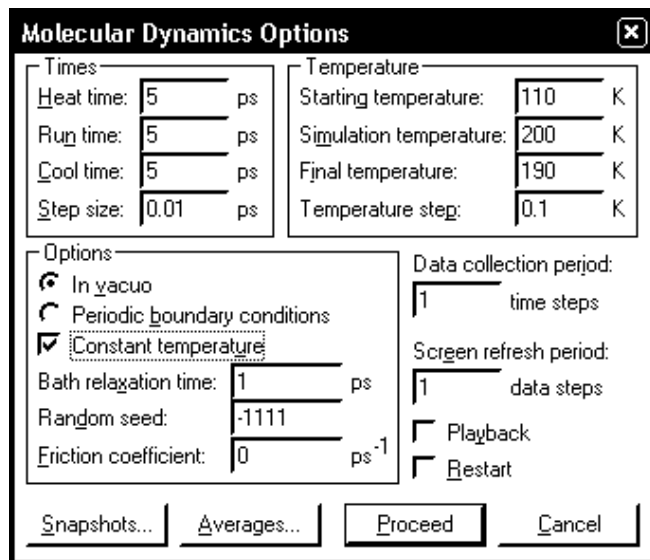 Molecular Dynamics Options
Times
Heat time: 5 ps
Run time: 5 ps
Cool time: 5 ps
Step size: 0.01 ps
Temperature
Starting temperature: 110 K
Simulation temperature: 200 K
Final temperature: 190 K
Temperature step: 0.1 K
Options
In vacuo
Periodic boundary conditions
Constant temperature
Bath relaxation time: 1 ps
Random seed: -1111
Friction coefficient: 0 ps⁻¹
Data collection period:
1 time steps
Screen refresh period:
1 data steps
Playback
Restart
Snapshots... Averages... Proceed Cancel